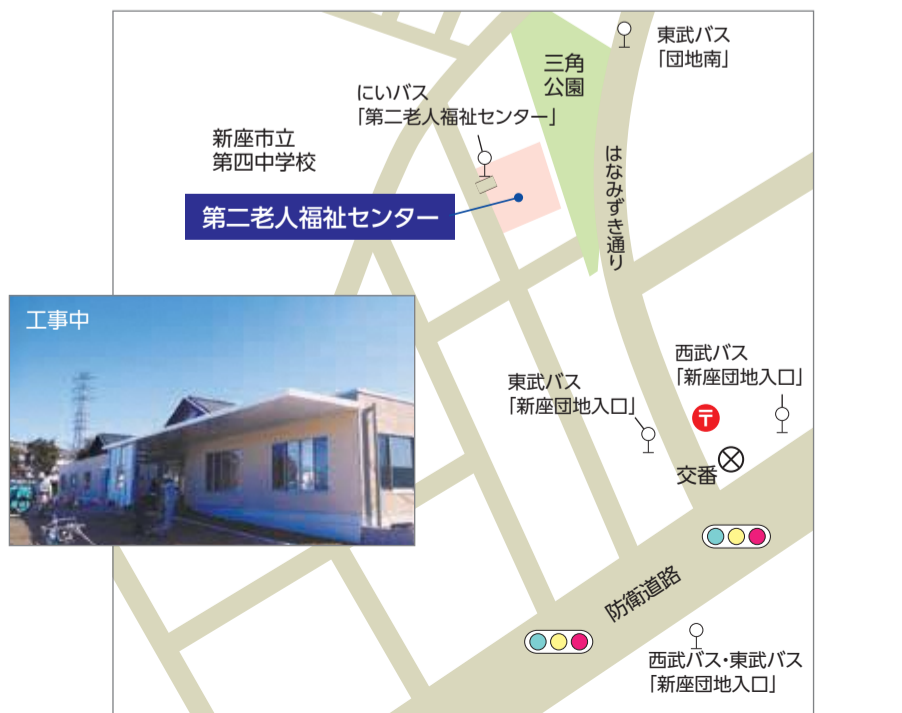 東武バス
「団地南」
三角
公園
にいバス
「第二老人福祉センター」
新座市立
第四中学校
はなみずき通り
第二老人福祉センター
工事中
西武バス
「新座団地入口」
東武バス
「新座団地入口」
〒
交番
防衛道路
西武バス・東武バス
「新座団地入口」